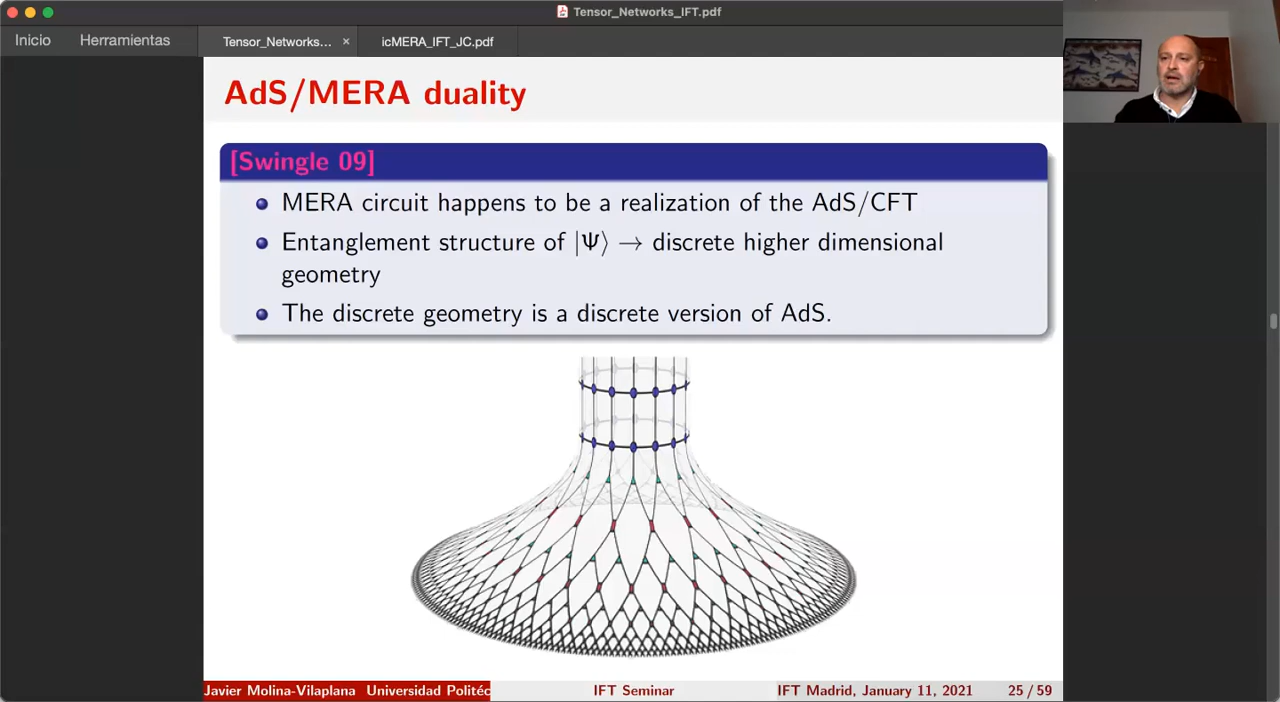 Tensor_Networks_IFT.pdf
Inicio Herramientas Tensor_Networks... × icMERA_IFT_JC.pdf
AdS/MERA duality
[Swingle 09]
MERA circuit happens to be a realization of the AdS/CFT
Entanglement structure of |Ψ⟩ → discrete higher dimensional
geometry
The discrete geometry is a discrete version of AdS.
Javier Molina-Vilaplana Universidad Politéc IFT Seminar IFT Madrid, January 11, 2021 25 / 59